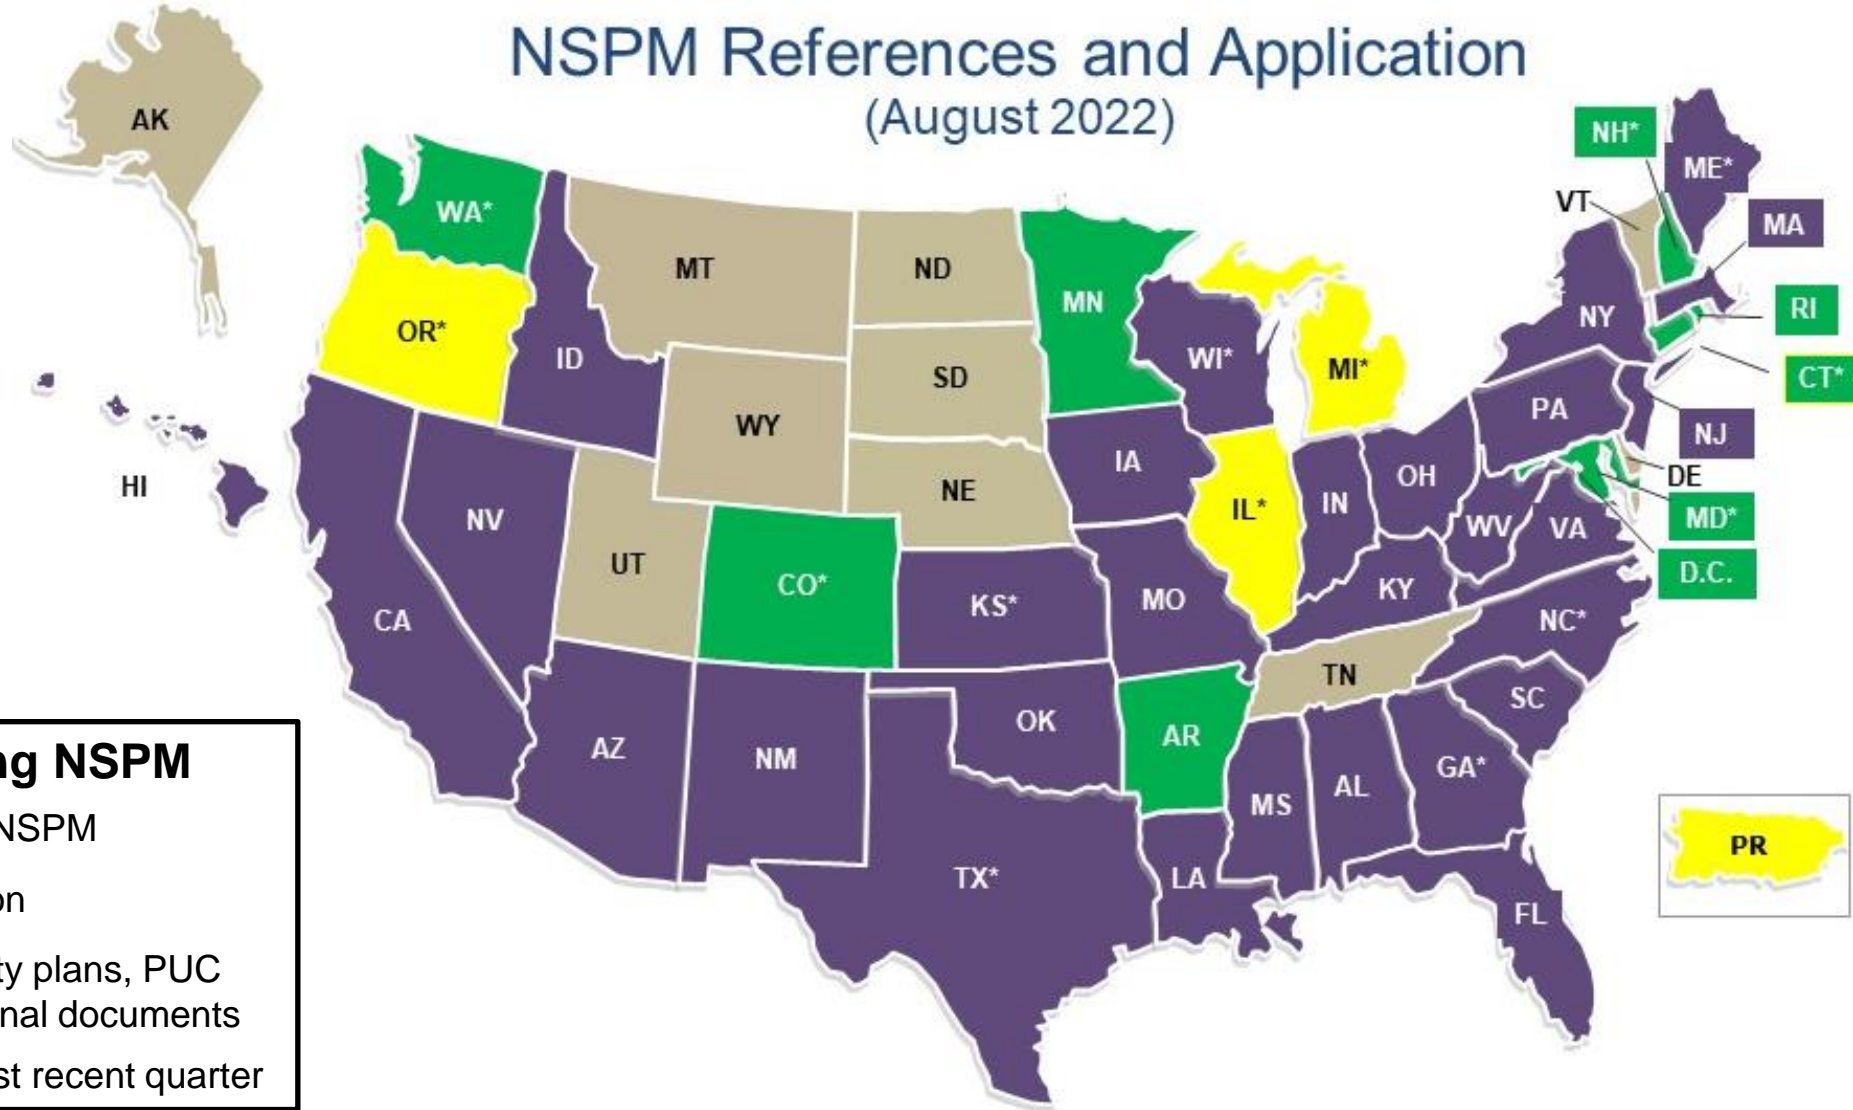 NSPM References and Application
(August 2022)
AK
NH*
ME*
VT
MA
WA*
MT
ND
MN
RI
NY
OR*
ID
WI*
MI*
SD
CT*
WY
PA
NJ
IA
HI
NE
OH
DE
NV
IL*
IN
MD*
WV
VA
UT
D.C.
CO*
KS*
MO
KY
CA
NC*
TN
SC
OK
AR
AZ
NM
GA*
MS
AL
PR
TX*
LA
FL
ng NSPM
NSPM
on
ty plans, PUC
nal documents
st recent quarter